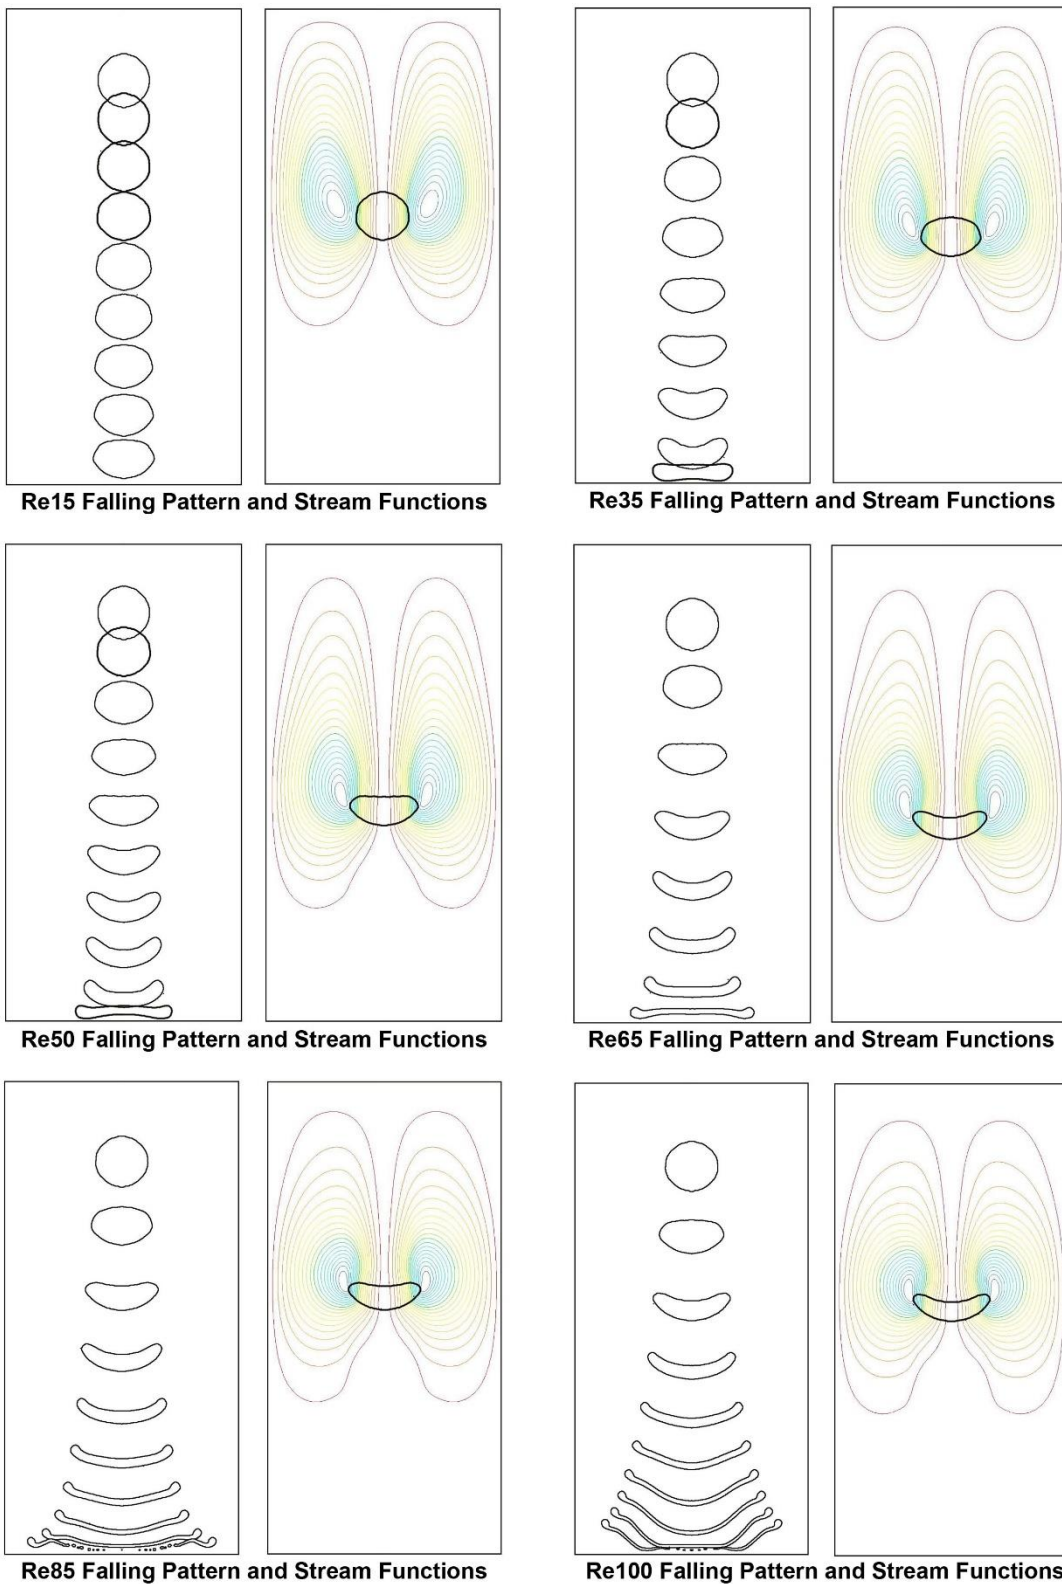 Re15 Falling Pattern and Stream Functions
Re35 Falling Pattern and Stream Functions
Re50 Falling Pattern and Stream Functions
Re65 Falling Pattern and Stream Functions
Re85 Falling Pattern and Stream Functions
Re100 Falling Pattern and Stream Functions